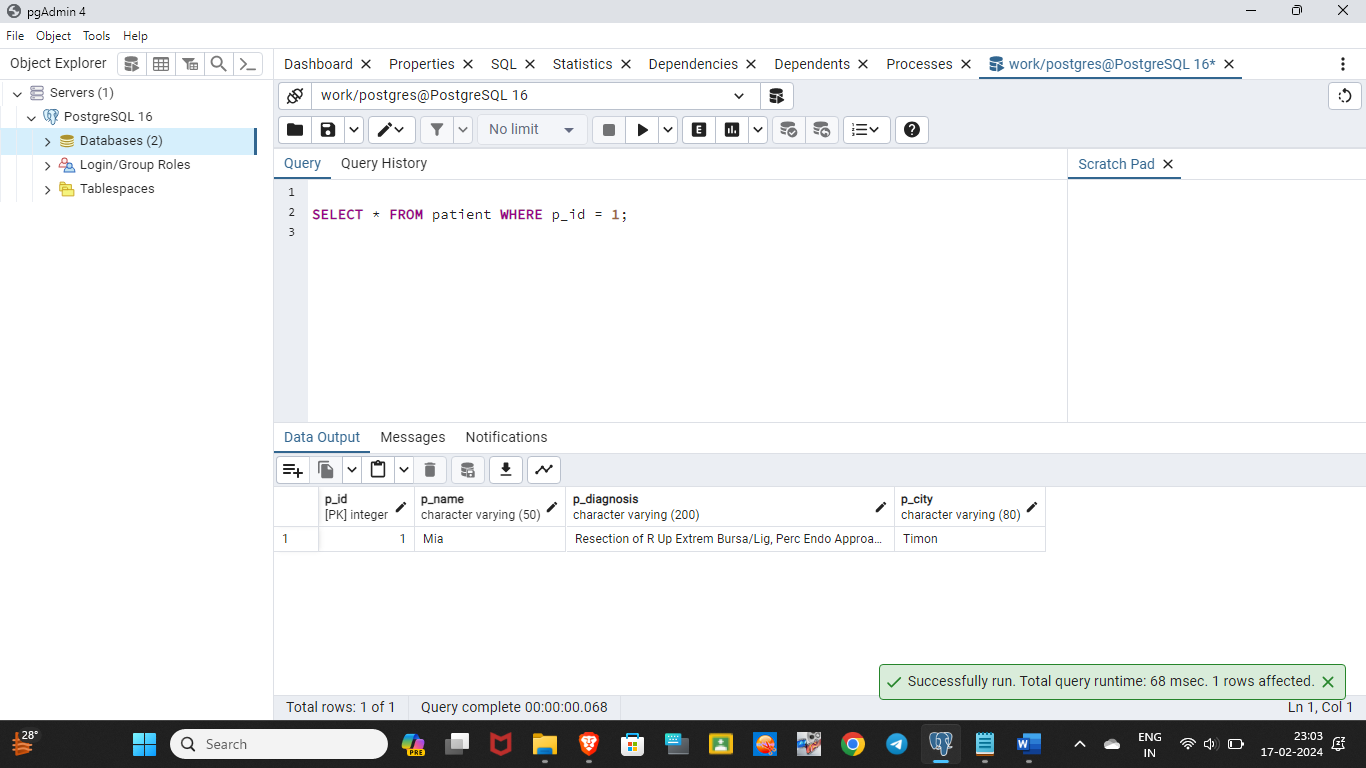 pgAdmin 4
File Object Tools Help
Object Explorer
Dashboard Properties SQL Statistics Dependencies Dependents Processes work/postgres@PostgreSQL 16*
Servers (1)
PostgreSQL 16
Databases (2)
Login/Group Roles
Tablespaces
work/postgres@PostgreSQL 16
No limit
E
Query Query History
Scratch Pad
1
2 SELECT * FROM patient WHERE p_id = 1;
3
Data Output Messages Notifications
p_id p_name p_diagnosis p_city
[PK] integer character varying (50) character varying (200) character varying (80)
1 1 Mia Resection of R Up Extrem Bursa/Lig, Perc Endo Approa... Timon
Successfully run. Total query runtime: 68 msec. 1 rows affected.
Total rows: 1 of 1 Query complete 00:00:00.068 Ln 1, Col 1
28°
Search
PRE
ENG
IN
23:03
17-02-2024